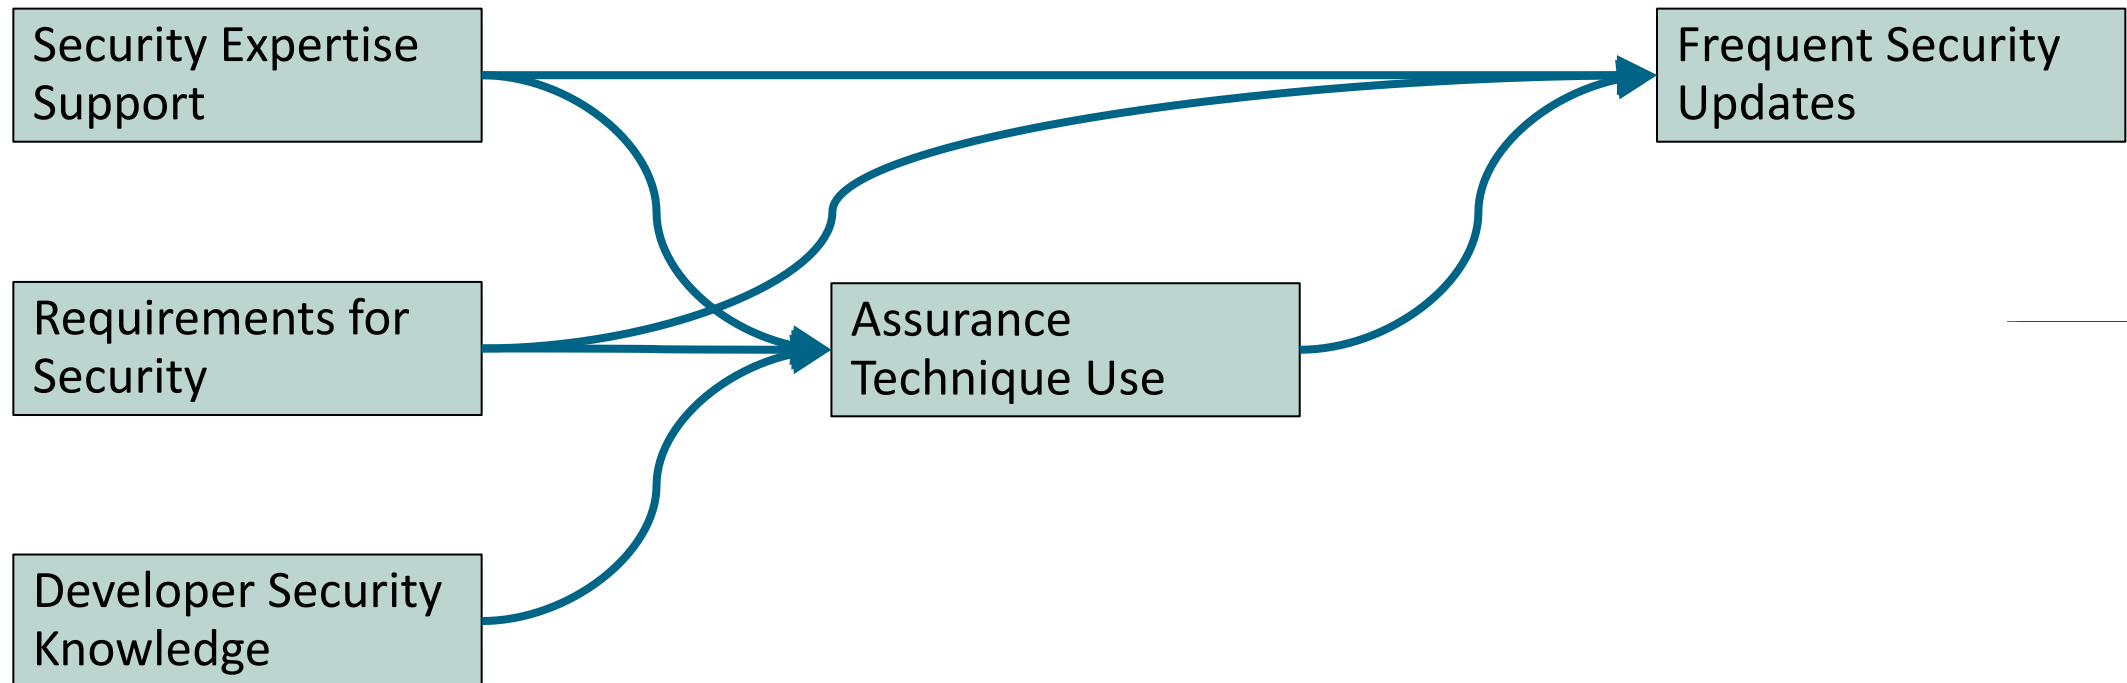 Security Expertise
Support
Frequent Security
Updates
Requirements for
Security
Assurance
Technique Use
Developer Security
Knowledge